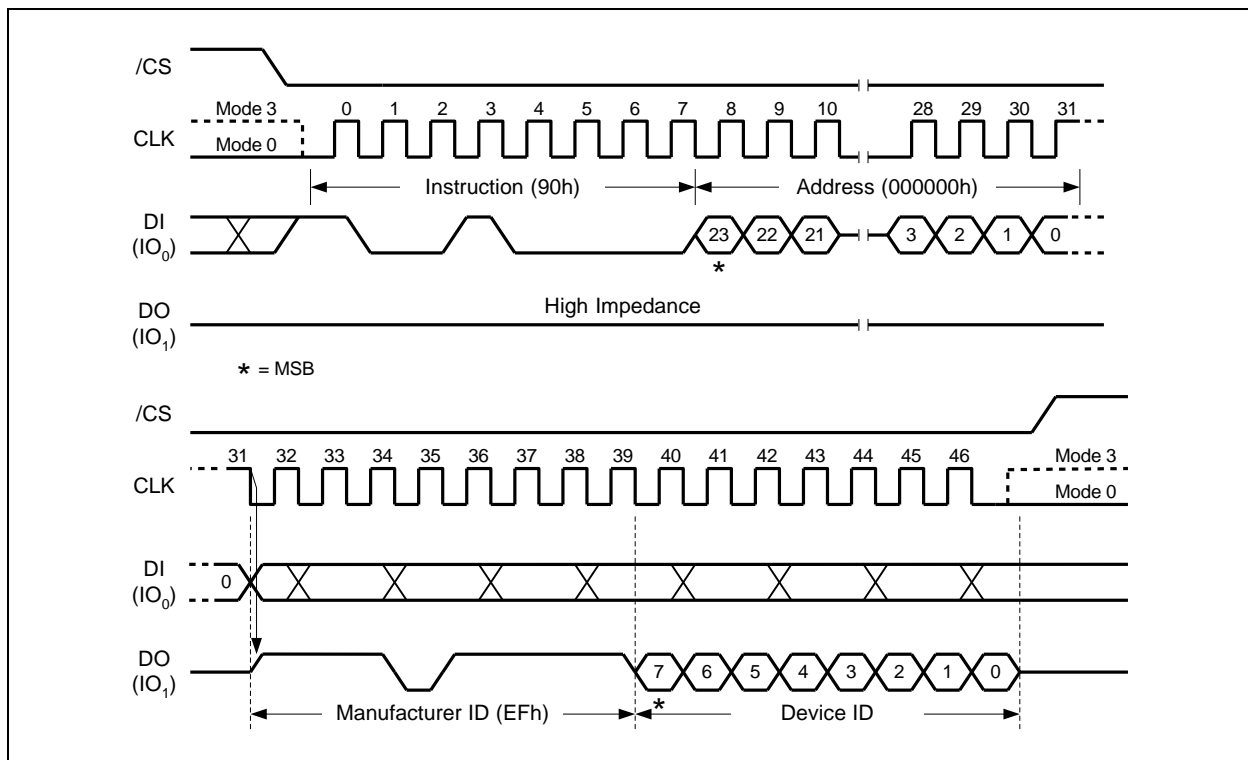 /CS
Mode 3
0 1 2 3 4 5 6 7 8 9 10 28 29 30 31
CLK
Mode 0
Instruction (90h) Address (000000h)
DI
(IO0)
23 22 21 3 2 1 0
*
High Impedance
DO
(IO1)
* = MSB
/CS
31 32 33 34 35 36 37 38 39 40 41 42 43 44 45 46
Mode 3
CLK
Mode 0
DI
(IO0)
0
DO
(IO1)
7 6 5 4 3 2 1 0
*
Manufacturer ID (EFh) Device ID